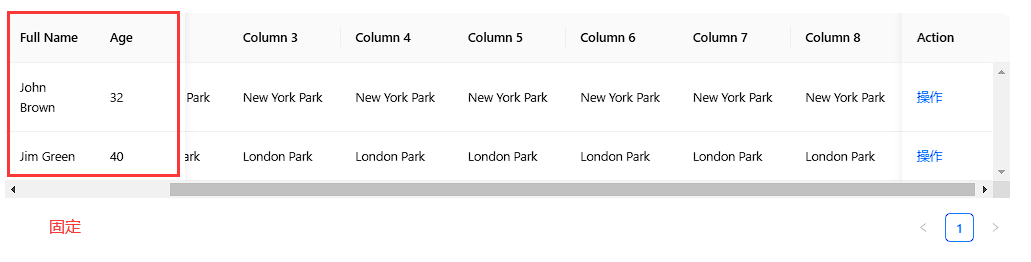 Full Name Age Column 3 Column 4 Column 5 Column 6 Column 7 Column 8 Action
John
Brown 32 Park New York Park New York Park New York Park New York Park New York Park New York Park 操作
Jim Green 40 ark London Park London Park London Park London Park London Park London Park 操作
固定 < 1 >